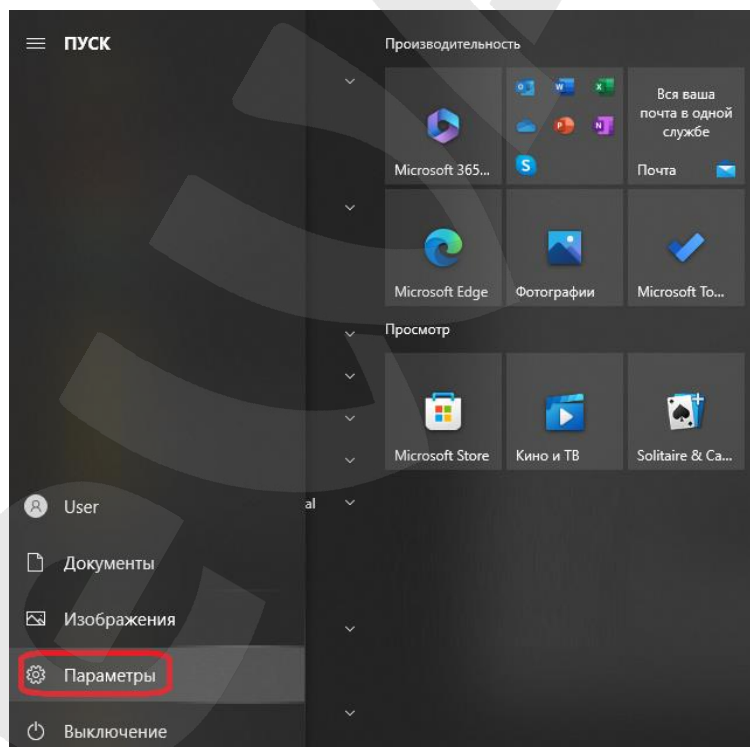 ПУСК
Производительность
Вся ваша
почта в одной
службе
Microsoft 365...
Почта
Microsoft Edge
Фотографии
Microsoft To...
Просмотр
Microsoft Store
Кино и ТВ
Solitaire & Ca...
User
al
Документы
Изображения
Параметры
Выключение